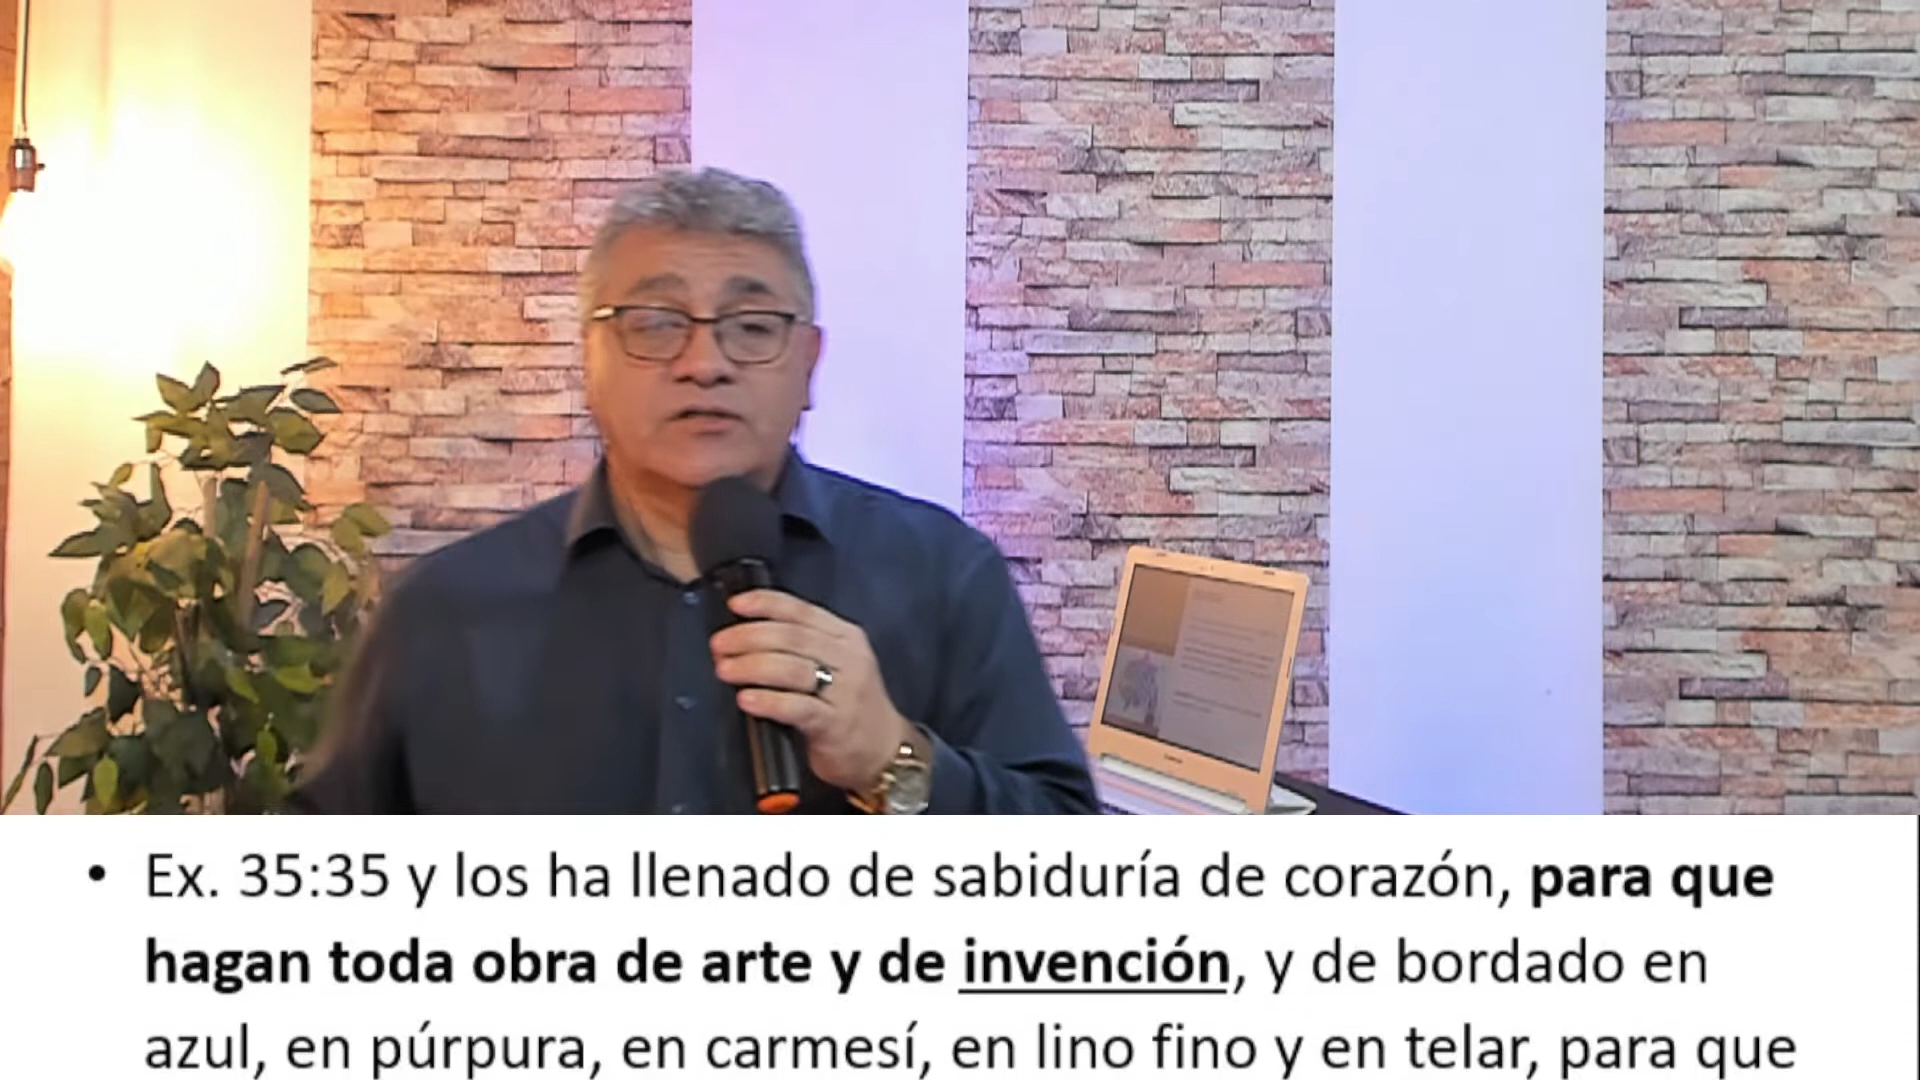 • Ex. 35:35 y los ha llenado de sabiduría de corazón, para que
hagan toda obra de arte y de invención, y de bordado en
azul, en púrpura, en carmesí, en lino fino y en telar, para que